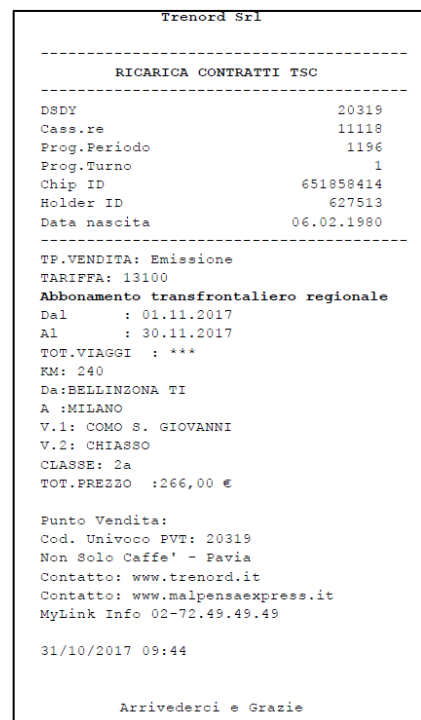 Trenord Srl
----------------------------------------
RICARICA CONTRATTI TSC
----------------------------------------
DSDY 20319
Cass.re 11118
Prog.Periodo 1196
Prog.Turno 1
Chip ID 651858414
Holder ID 627513
Data nascita 06.02.1980
----------------------------------------
TP.VENDITA: Emissione
TARIFFA: 13100
Abbonamento transfrontaliero regionale
Dal : 01.11.2017
Al : 30.11.2017
TOT.VIAGGI : ***
KM: 240
Da:BELLINZONA TI
A :MILANO
V.1: COMO S. GIOVANNI
V.2: CHIASSO
CLASSE: 2a
TOT.PREZZO :266,00 €
Punto Vendita:
Cod. Univoco PVT: 20319
Non Solo Caffe' - Pavia
Contatto: www.trenord.it
Contatto: www.malpensaexpress.it
MyLink Info 02-72.49.49.49
31/10/2017 09:44
Arrivederci e Grazie